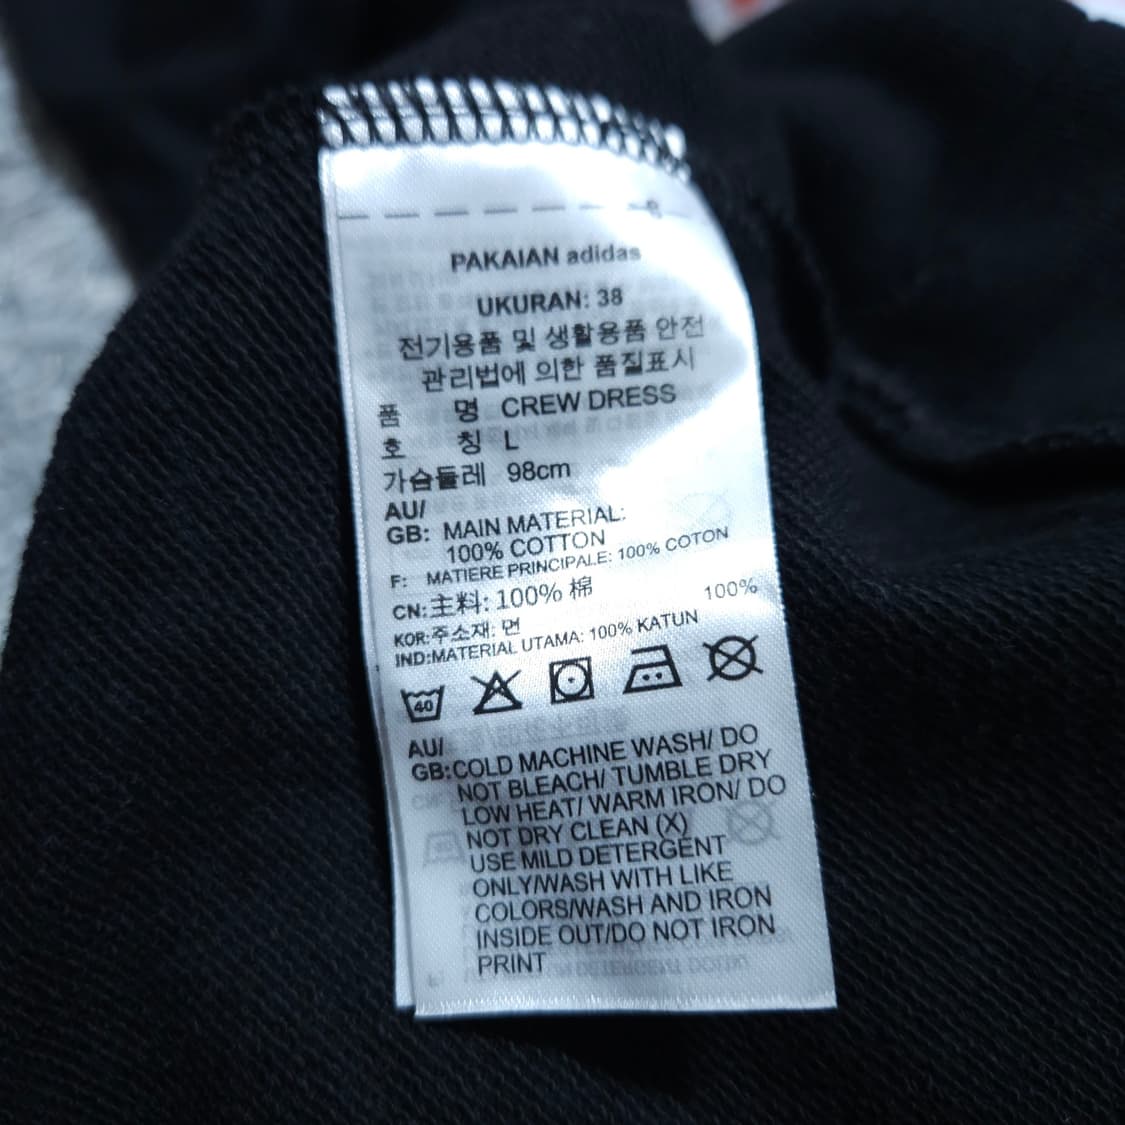 PAKAIAN adidas
UKURAN: 38
전기용품 및 생활용품 안전
관리법에 의한 품질표시
품 명 CREW DRESS
호 칭 L
가슴둘레 98cm
AU/
GB: MAIN MATERIAL:
100% COTTON
F: MATIERE PRINCIPALE: 100% COTON
CN:主料: 100% 棉
KOR:주소재: 면 100%
IND:MATERIAL UTAMA: 100% KATUN
40
AU/
GB:COLD MACHINE WASH/ DO
NOT BLEACH/ TUMBLE DRY
LOW HEAT/ WARM IRON/ DO
NOT DRY CLEAN (X)
USE MILD DETERGENT
ONLY/WASH WITH LIKE
COLORS/WASH AND IRON
INSIDE OUT/DO NOT IRON
PRINT